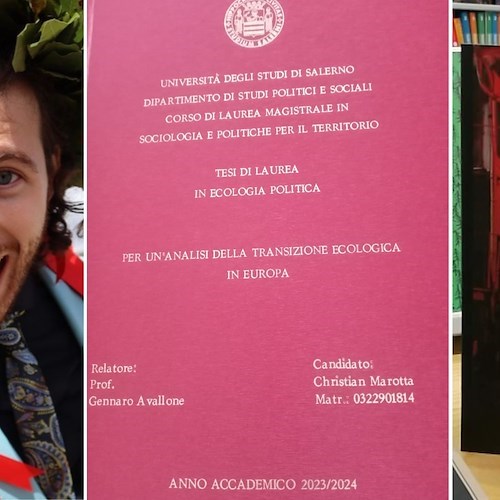 UNIVERSITÀ DEGLI STUDI DI SALERNO
DIPARTIMENTO DI STUDI POLITICI E SOCIALI
CORSO DI LAUREA MAGISTRALE IN
SOCIOLOGIA E POLITICHE PER IL TERRITORIO
TESI DI LAUREA
IN ECOLOGIA POLITICA
PER UN'ANALISI DELLA TRANSIZIONE ECOLOGICA
IN EUROPA
Relatore:
Prof.
Gennaro Avallone
Candidato:
Christian Marotta
Matr.: 0322901814
ANNO ACCADEMICO 2023/2024